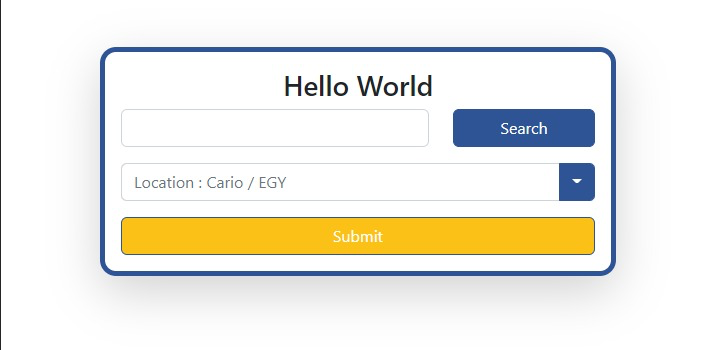 Hello World
Search
Location : Cario / EGY
Submit